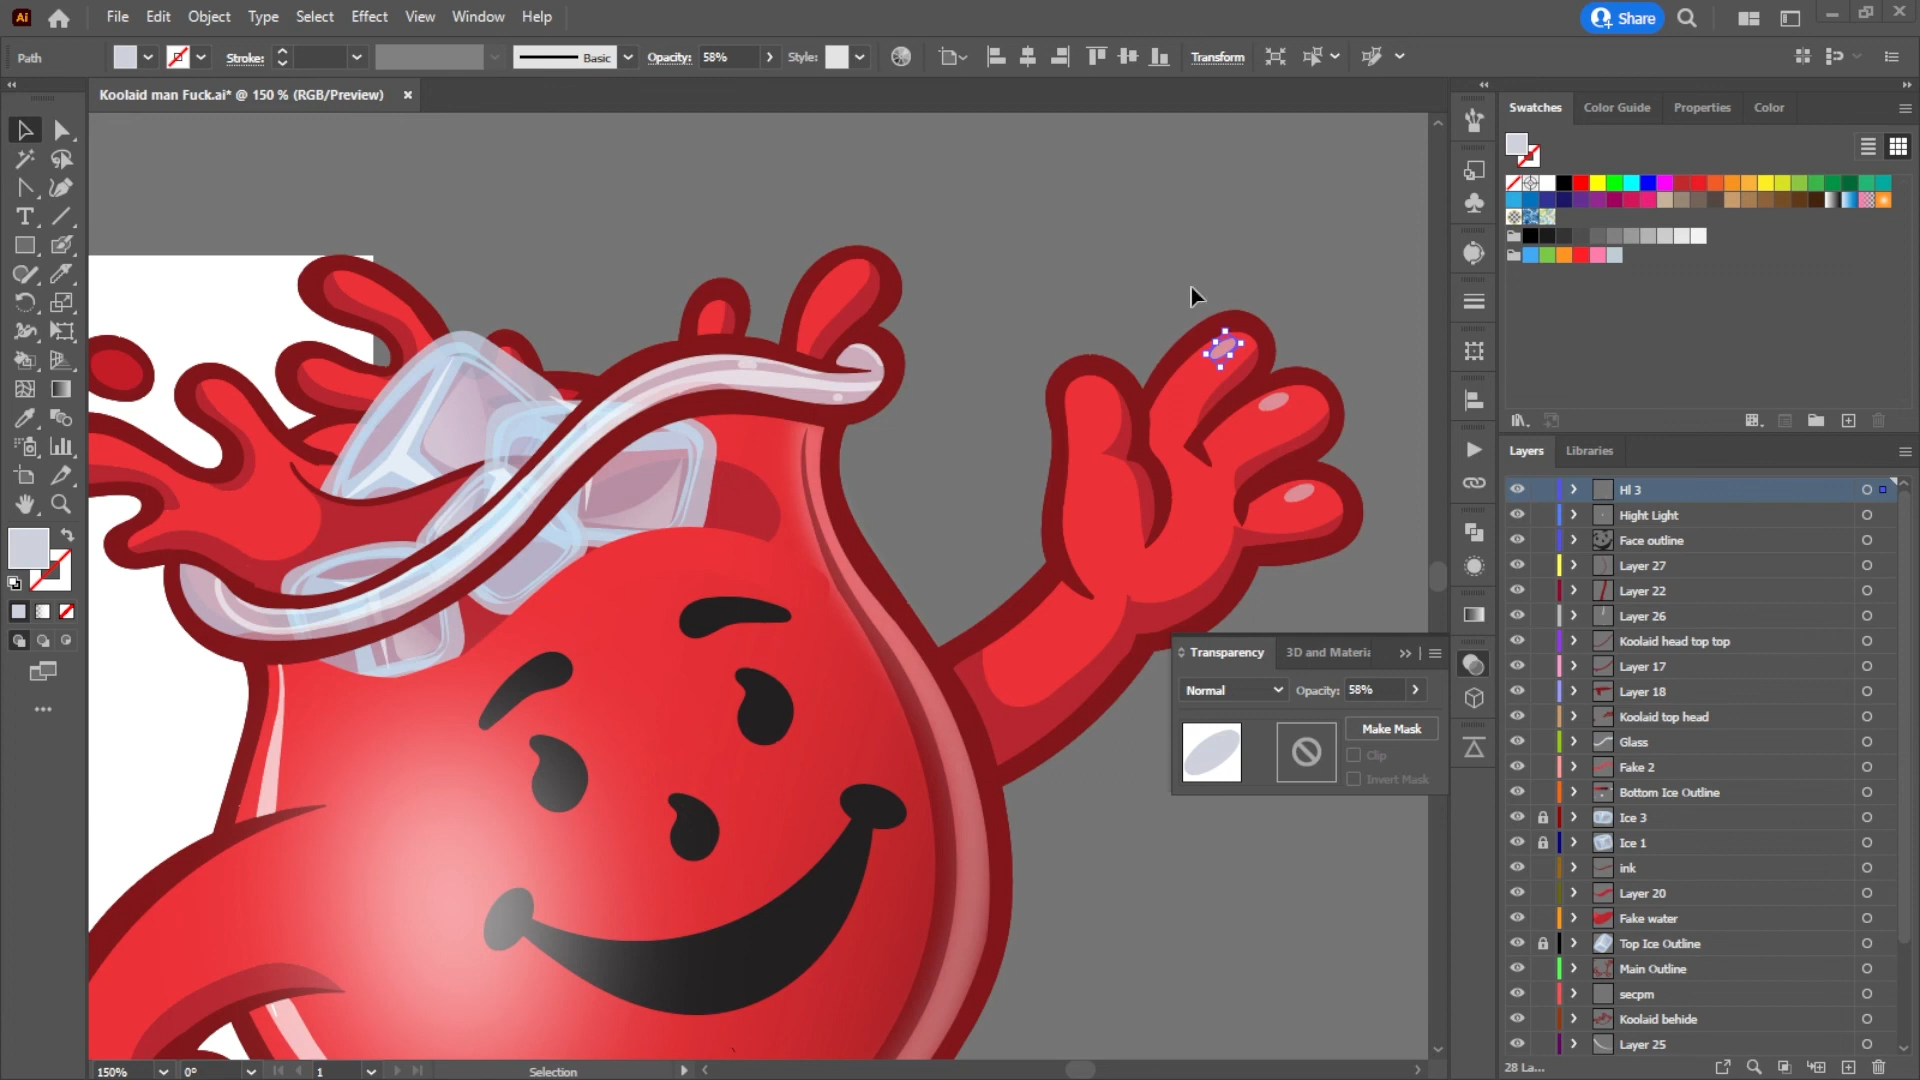 Ai File Edit Object Type Select Effect View Window Help Share
Path Stroke: Basic Opacity: 58% Style: Transform
Koolaid man Fuck.ai* @ 150 % (RGB/Preview) ×
Swatches Color Guide Properties Color
Layers Libraries
Hl 3
Hight Light
Face outline
Layer 27
Layer 22
Layer 26
Koolaid head top top
Layer 17
Layer 18
Koolaid top head
Glass
Fake 2
Bottom Ice Outline
Ice 3
Ice 1
ink
Layer 20
Fake water
Top Ice Outline
Main Outline
secpm
Koolaid behide
Layer 25
28 La...
Transparency 3D and Materia
Normal Opacity: 58%
Make Mask
Clip
Invert Mask
150% 0° 1 Selection